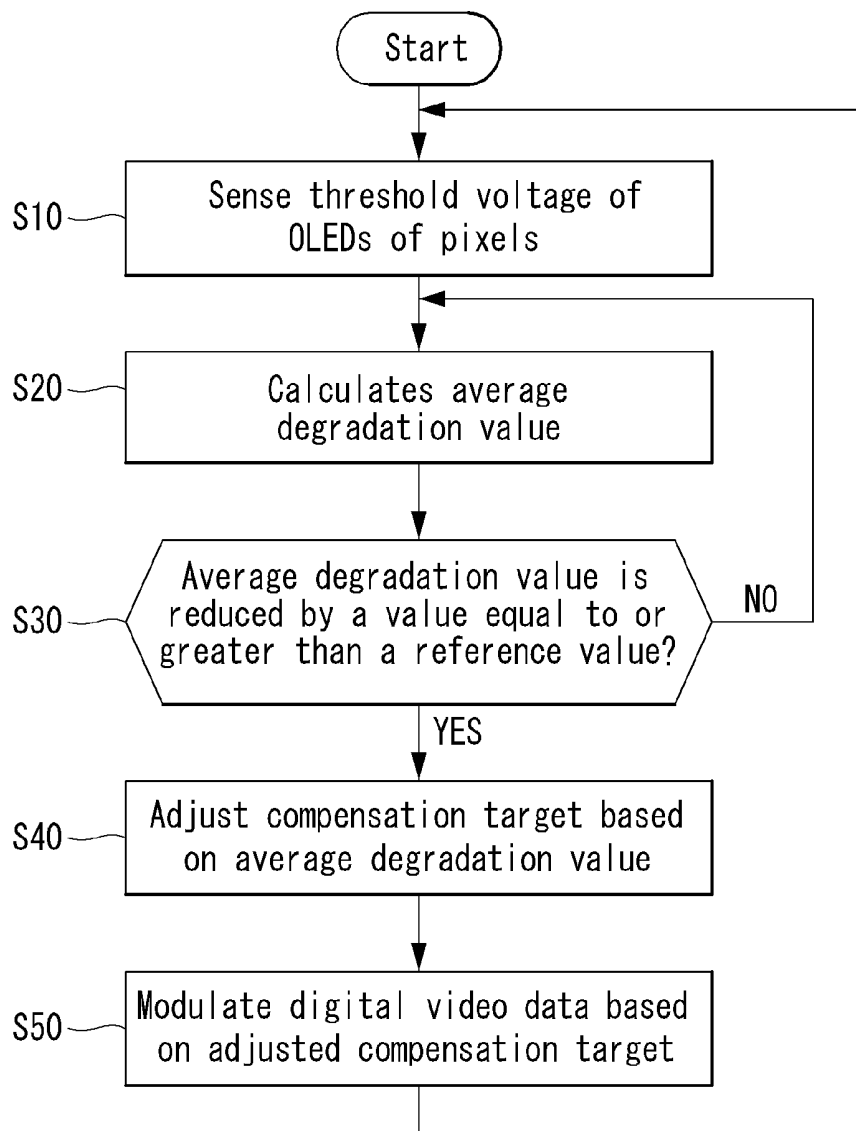 Start
S10
Sense threshold voltage of
OLEDs of pixels
S20
Calculates average
degradation value
S30
Average degradation value is
reduced by a value equal to or
greater than a reference value?
NO
YES
S40
Adjust compensation target based
on average degradation value
S50
Modulate digital video data based
on adjusted compensation target